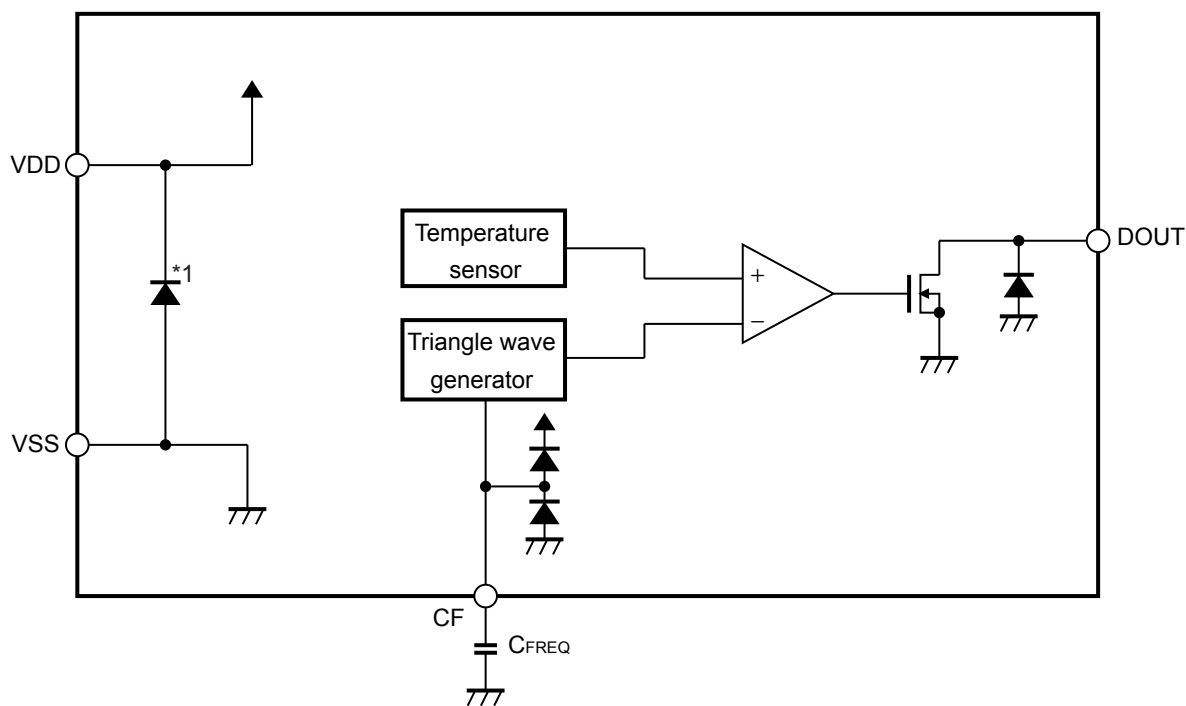 VDD
*1
VSS
Temperature
sensor
Triangle wave
generator
+
−
DOUT
CF
CFREQ